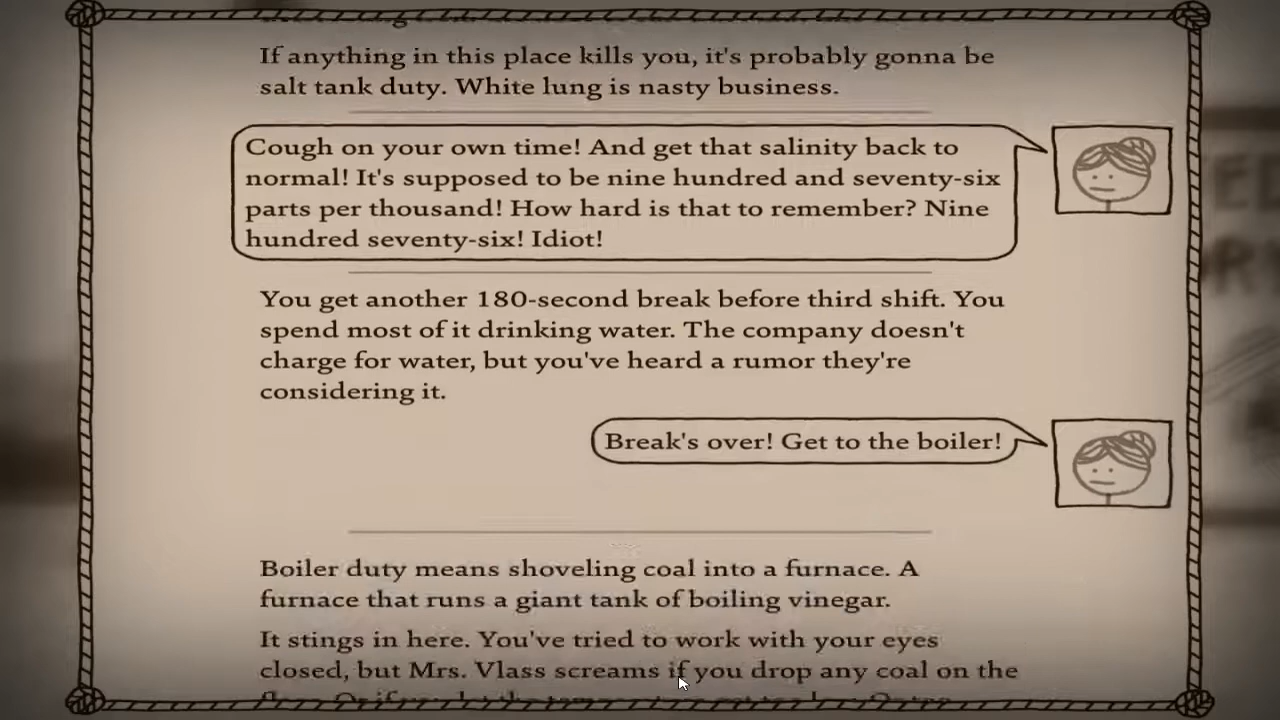 If anything in this place kills you, it's probably gonna be
salt tank duty. White lung is nasty business.
Cough on your own time! And get that salinity back to
normal! It's supposed to be nine hundred and seventy-six
parts per thousand! How hard is that to remember? Nine
hundred seventy-six! Idiot!
You get another 180-second break before third shift. You
spend most of it drinking water. The company doesn't
charge for water, but you've heard a rumor they're
considering it.
Break's over! Get to the boiler!
Boiler duty means shoveling coal into a furnace. A
furnace that runs a giant tank of boiling vinegar.
It stings in here. You've tried to work with your eyes
closed, but Mrs. Vlass screams if you drop any coal on the